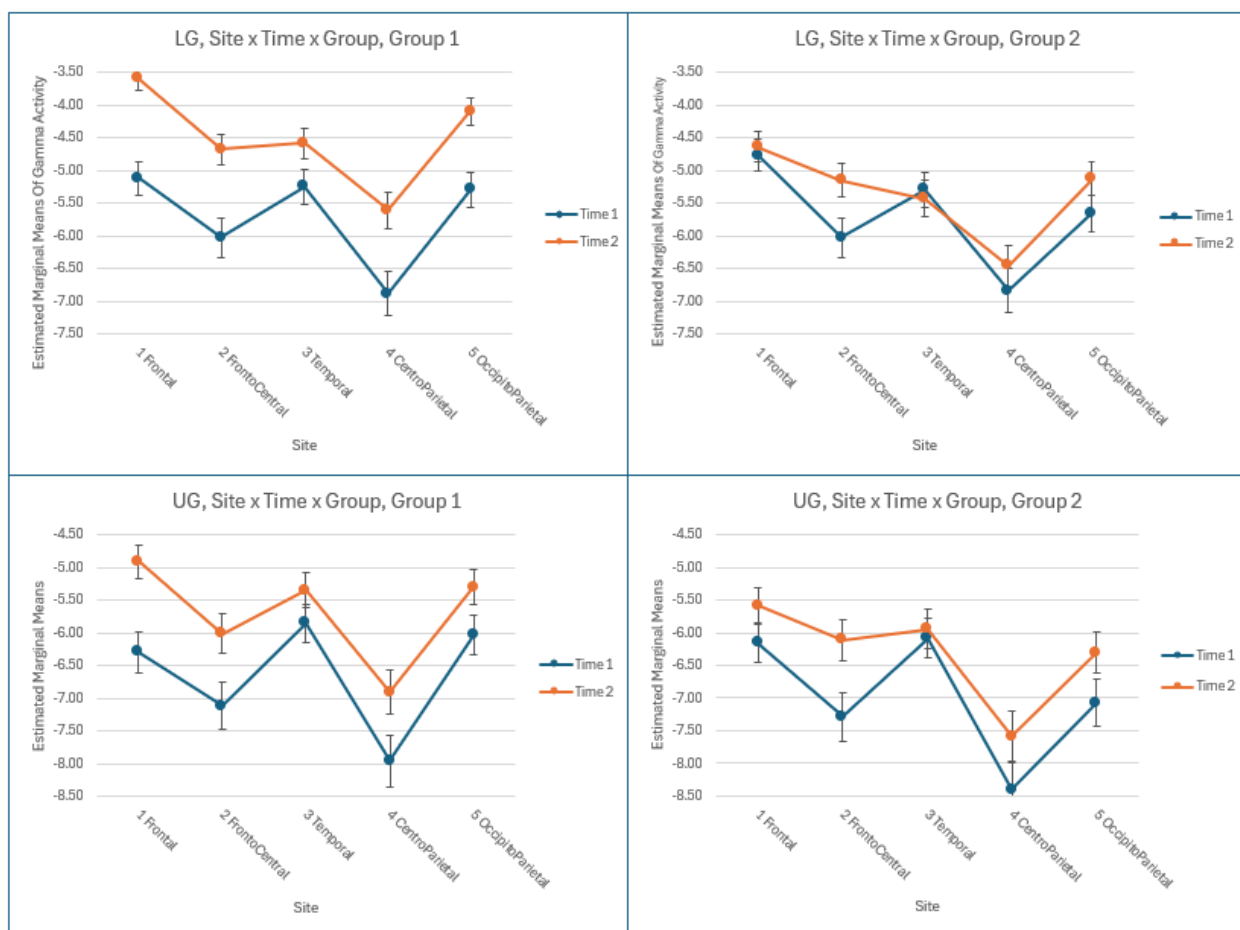 LG, Site x Time x Group, Group 1
Estimated Marginal Means Of Gamma Activity
-3.50
-4.00
-4.50
-5.00
-5.50
-6.00
-6.50
-7.00
-7.50
1 Frontal
2 FrontoCentral
3 Temporal
4 CentroParietal
5 OccipitoParietal
Site
Time 1
Time 2
LG, Site x Time x Group, Group 2
Estimated Marginal Means Of Gamma Activity
-3.50
-4.00
-4.50
-5.00
-5.50
-6.00
-6.50
-7.00
-7.50
1 Frontal
2 FrontoCentral
3 Temporal
4 CentroParietal
5 OccipitoParietal
Site
Time 1
Time 2
UG, Site x Time x Group, Group 1
Estimated Marginal Means
-4.50
-5.00
-5.50
-6.00
-6.50
-7.00
-7.50
-8.00
-8.50
1 Frontal
2 FrontoCentral
3 Temporal
4 CentroParietal
5 OccipitoParietal
Site
Time 1
Time 2
UG, Site x Time x Group, Group 2
Estimated Marginal Means
-4.50
-5.00
-5.50
-6.00
-6.50
-7.00
-7.50
-8.00
-8.50
1 Frontal
2 FrontoCentral
3 Temporal
4 CentroParietal
5 OccipitoParietal
Site
Time 1
Time 2